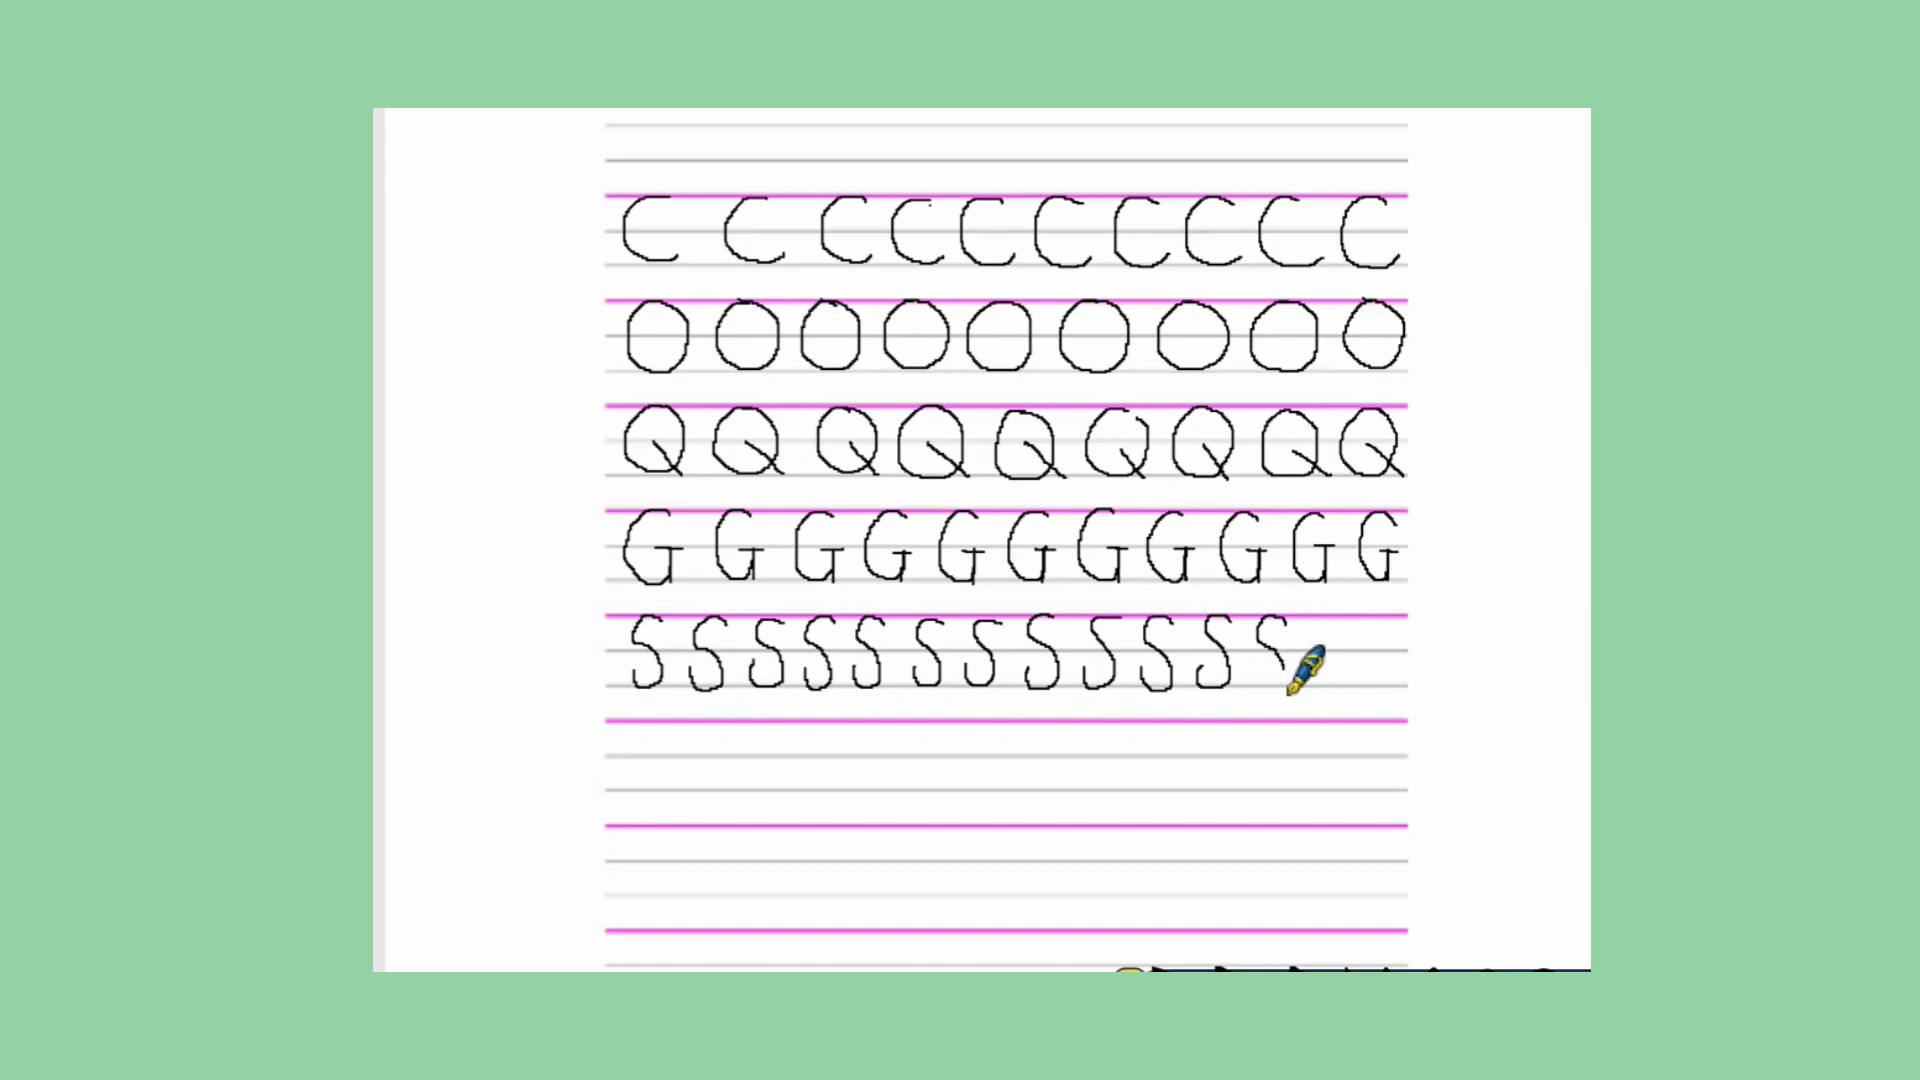 C C C C C C C C C C
O O O O O O O O O
Q Q Q Q Q Q Q Q Q
G G G G G G G G G G G
S S S S S S S S S S S